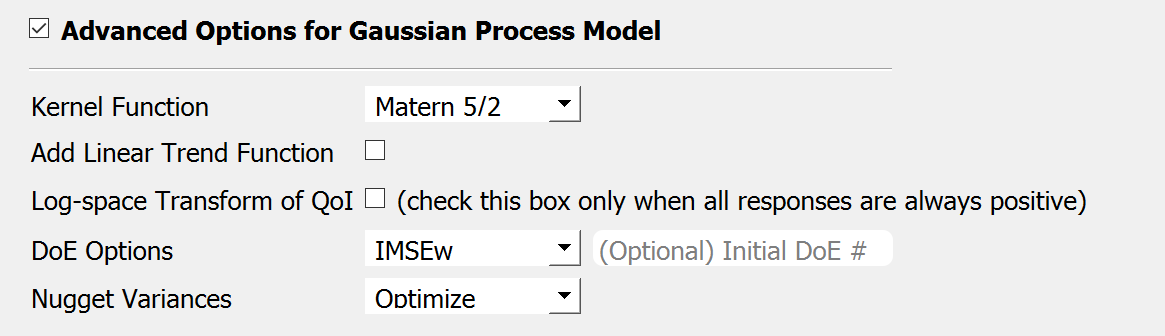 Advanced Options for Gaussian Process Model
Kernel Function Matern 5/2
Add Linear Trend Function
Log-space Transform of QoI (check this box only when all responses are always positive)
DoE Options IMSEw (Optional) Initial DoE #
Nugget Variances Optimize